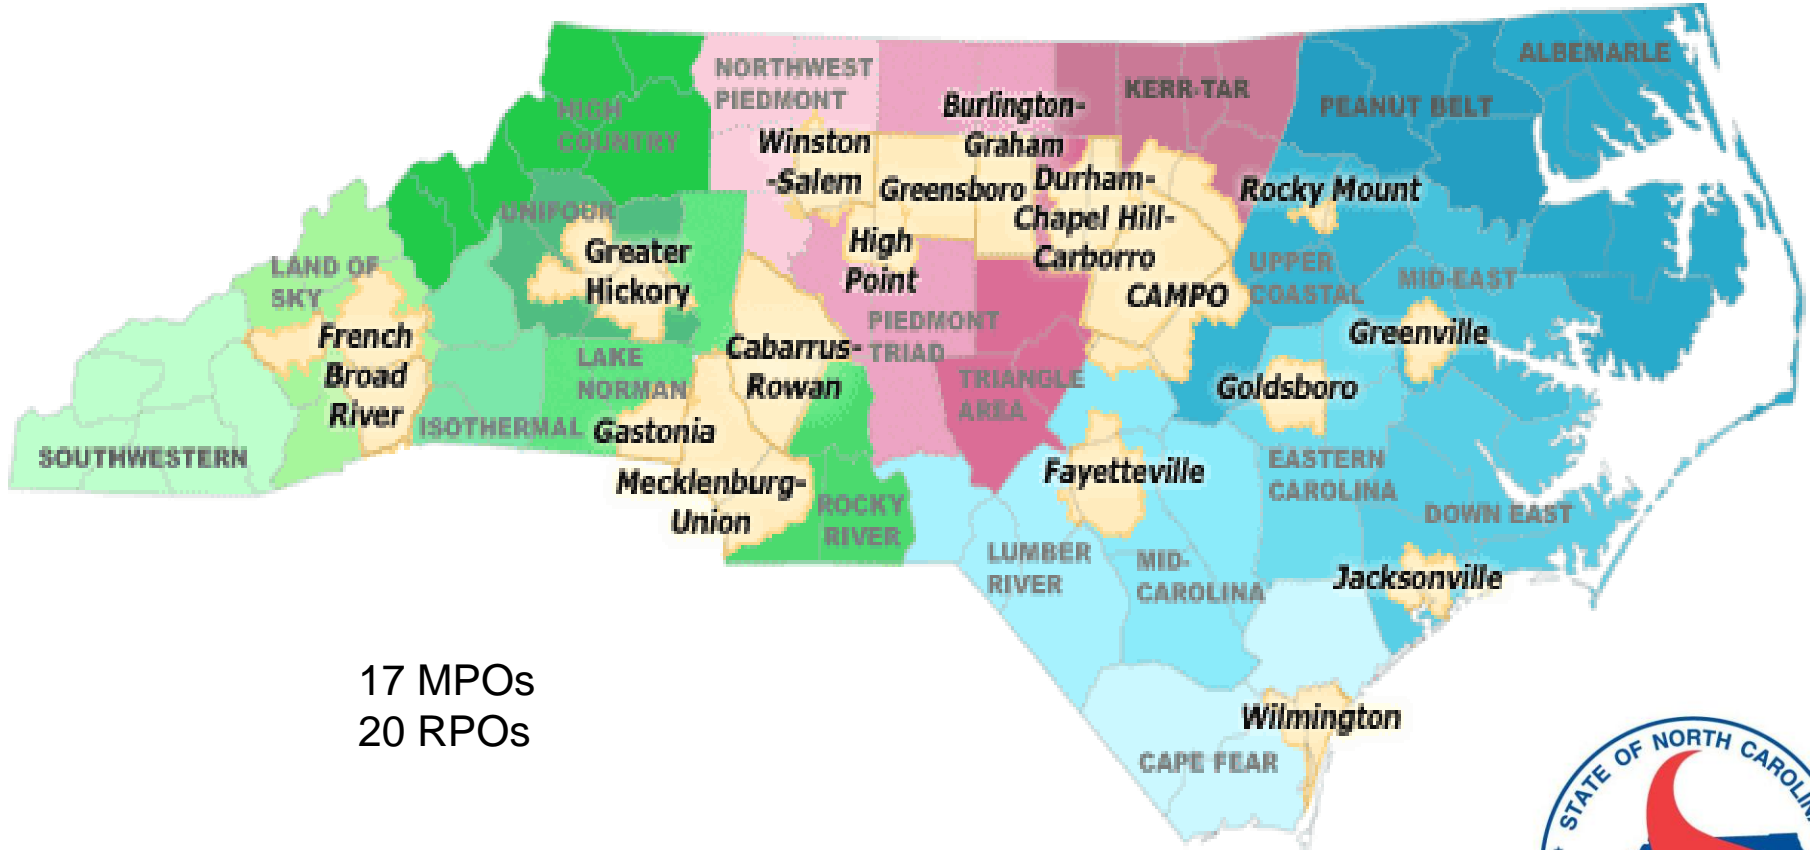 ALBEMARLE
NORTHWEST
PIEDMONT
KERR-TAR
PEANUT BELT
HIGH
COUNTRY
Burlington-
Graham
Winston
-Salem
Greensboro
Durham-
Chapel Hill-
Carborro
Rocky Mount
UNIFOUR
Greater
Hickory
High
Point
LAND OF
SKY
UPPER
COASTAL
MID-EAST
CAMPO
French
Broad
River
PIEDMONT
TRIAD
Greenville
Cabarrus-
Rowan
LAKE
NORMAN
TRIANGLE
AREA
Goldsboro
ISOTHERMAL
Gastonia
SOUTHWESTERN
Fayetteville
EASTERN
CAROLINA
Mecklenburg-
Union
ROCKY
RIVER
DOWN EAST
LUMBER
RIVER
MID-
CAROLINA
Jacksonville
17 MPOs
20 RPOs
Wilmington
CAPE FEAR
STATE OF NORTH CAROLIN